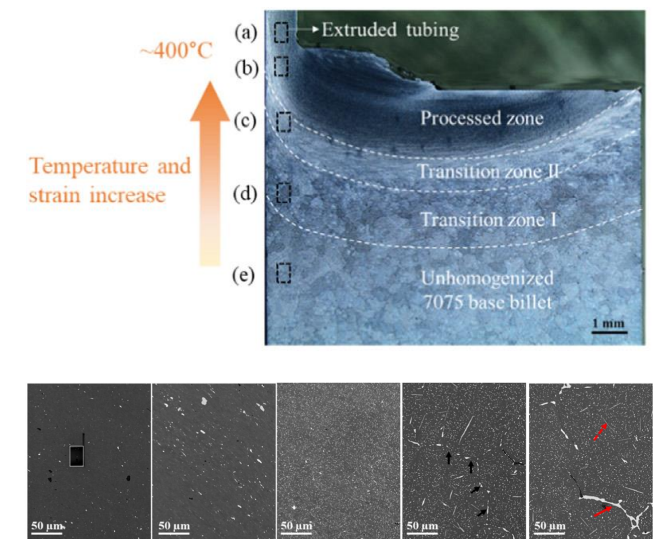 (a)
Extruded tubing
~400°C
(b)
(c)
Processed zone
Temperature and
strain increase
Transition zone II
(d)
Transition zone I
(e)
Unhomogenized
7075 base billet
1 mm
50 µm
50 µm
50 µm
50 µm
50 µm